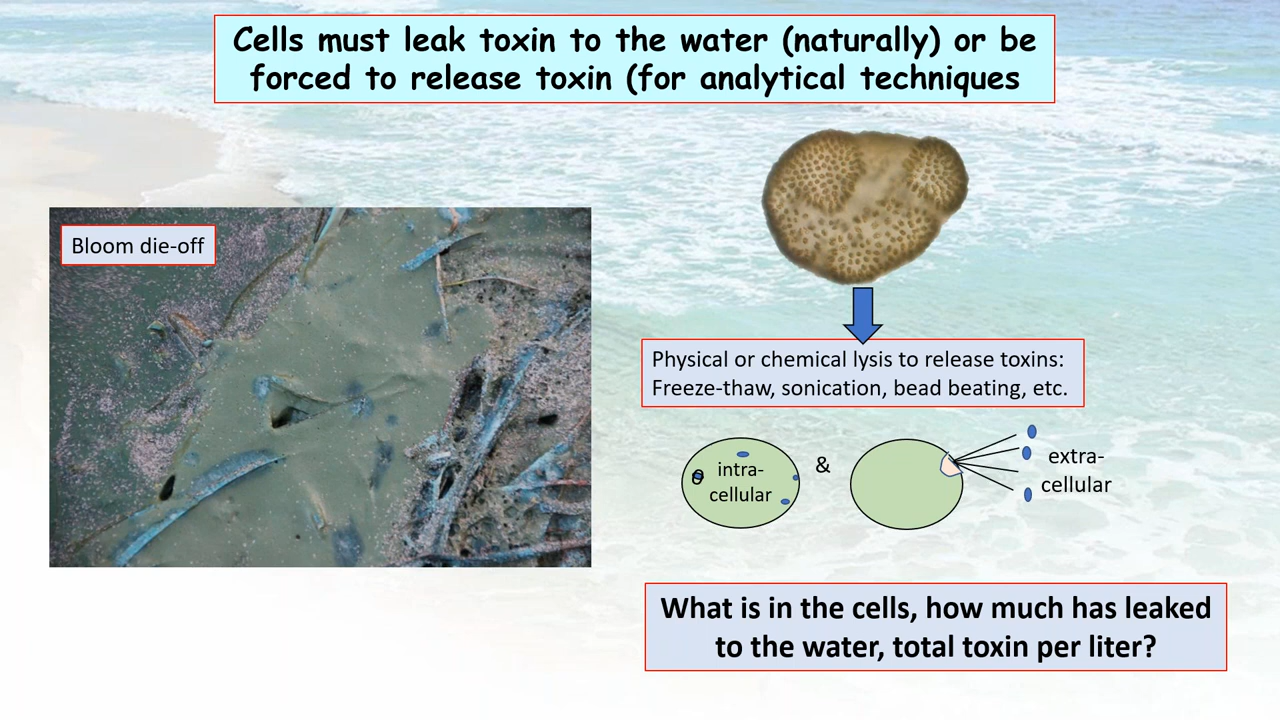 Cells must leak toxin to the water (naturally) or be
forced to release toxin (for analytical techniques
Bloom die-off
Physical or chemical lysis to release toxins:
Freeze-thaw, sonication, bead beating, etc.
intra-
cellular
&
extra-
cellular
What is in the cells, how much has leaked
to the water, total toxin per liter?